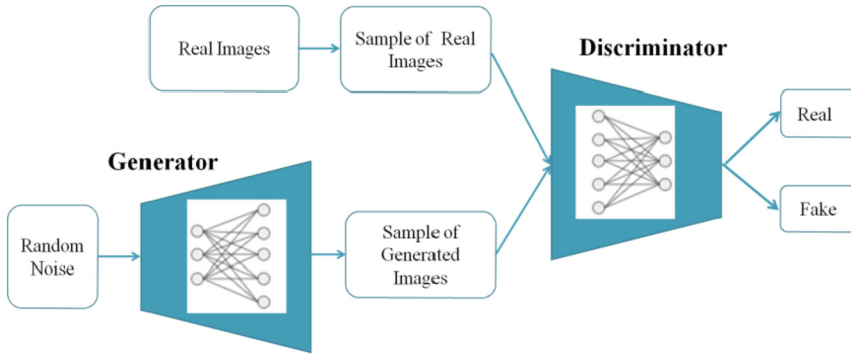 Real Images
Sample of Real
Images
Discriminator
Real
Fake
Generator
Random
Noise
Sample of
Generated
Images